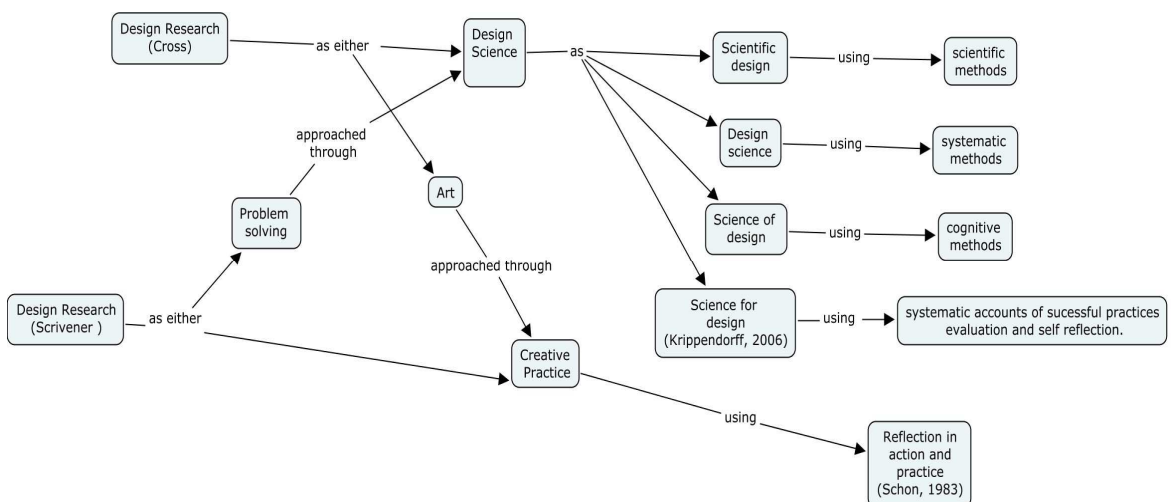 Design Research
(Cross)
as either
Design
Science
as
Scientific
design
using
scientific
methods
approached
through
Design
science
using
systematic
methods
Art
Problem
solving
Science of
design
using
cognitive
methods
approached through
Design Research
(Scrivener )
as either
Science for
design
(Krippendorff, 2006)
using
systematic accounts of sucessful practices
evaluation and self reflection.
Creative
Practice
using
Reflection in
action and
practice
(Schon, 1983)